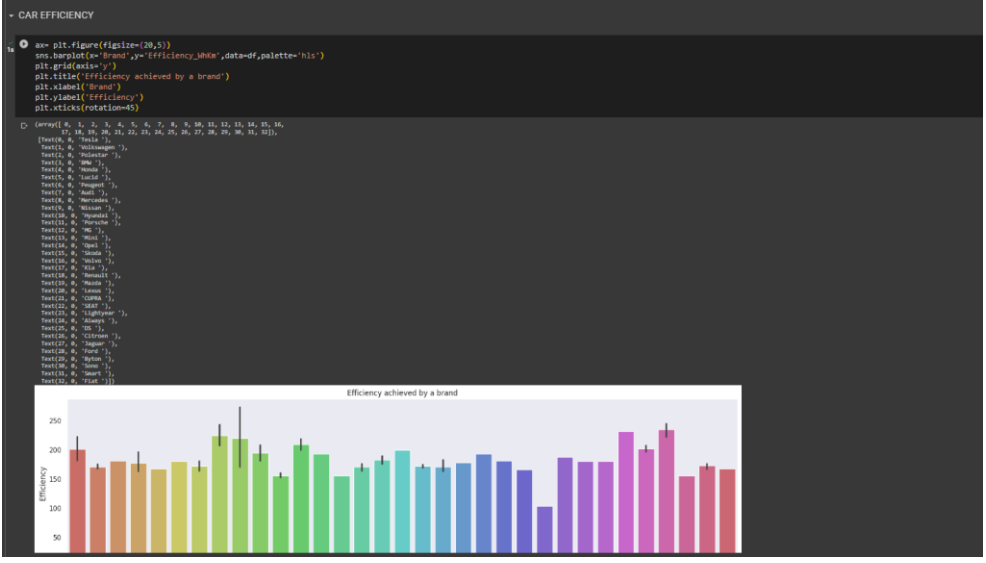 CAR EFFICIENCY
1s
ax= plt.figure(figsize=(20,5))
sns.barplot(x='Brand',y='Efficiency_WhKm',data=df,palette='hls')
plt.grid(axis='y')
plt.title('Efficiency achieved by a brand')
plt.xlabel('Brand')
plt.ylabel('Efficiency')
plt.xticks(rotation=45)
(array([ 0, 1, 2, 3, 4, 5, 6, 7, 8, 9, 10, 11, 12, 13, 14, 15, 16,
17, 18, 19, 20, 21, 22, 23, 24, 25, 26, 27, 28, 29, 30, 31, 32]),
[Text(0, 0, 'Tesla '),
Text(1, 0, 'Volkswagen '),
Text(2, 0, 'Polestar '),
Text(3, 0, 'BMW '),
Text(4, 0, 'Honda '),
Text(5, 0, 'Lucid '),
Text(6, 0, 'Peugeot '),
Text(7, 0, 'Audi '),
Text(8, 0, 'Mercedes '),
Text(9, 0, 'Nissan '),
Text(10, 0, 'Hyundai '),
Text(11, 0, 'Porsche '),
Text(12, 0, 'MG '),
Text(13, 0, 'Mini '),
Text(14, 0, 'Opel '),
Text(15, 0, 'Skoda '),
Text(16, 0, 'Volvo '),
Text(17, 0, 'Kia '),
Text(18, 0, 'Renault '),
Text(19, 0, 'Mazda '),
Text(20, 0, 'Lexus '),
Text(21, 0, 'CUPRA '),
Text(22, 0, 'SEAT '),
Text(23, 0, 'Lightyear '),
Text(24, 0, 'Aiways '),
Text(25, 0, 'DS '),
Text(26, 0, 'Citroen '),
Text(27, 0, 'Jaguar '),
Text(28, 0, 'Ford '),
Text(29, 0, 'Byton '),
Text(30, 0, 'Sono '),
Text(31, 0, 'Smart '),
Text(32, 0, 'Fiat ')])
Efficiency achieved by a brand
250
200
150
100
50
Efficiency